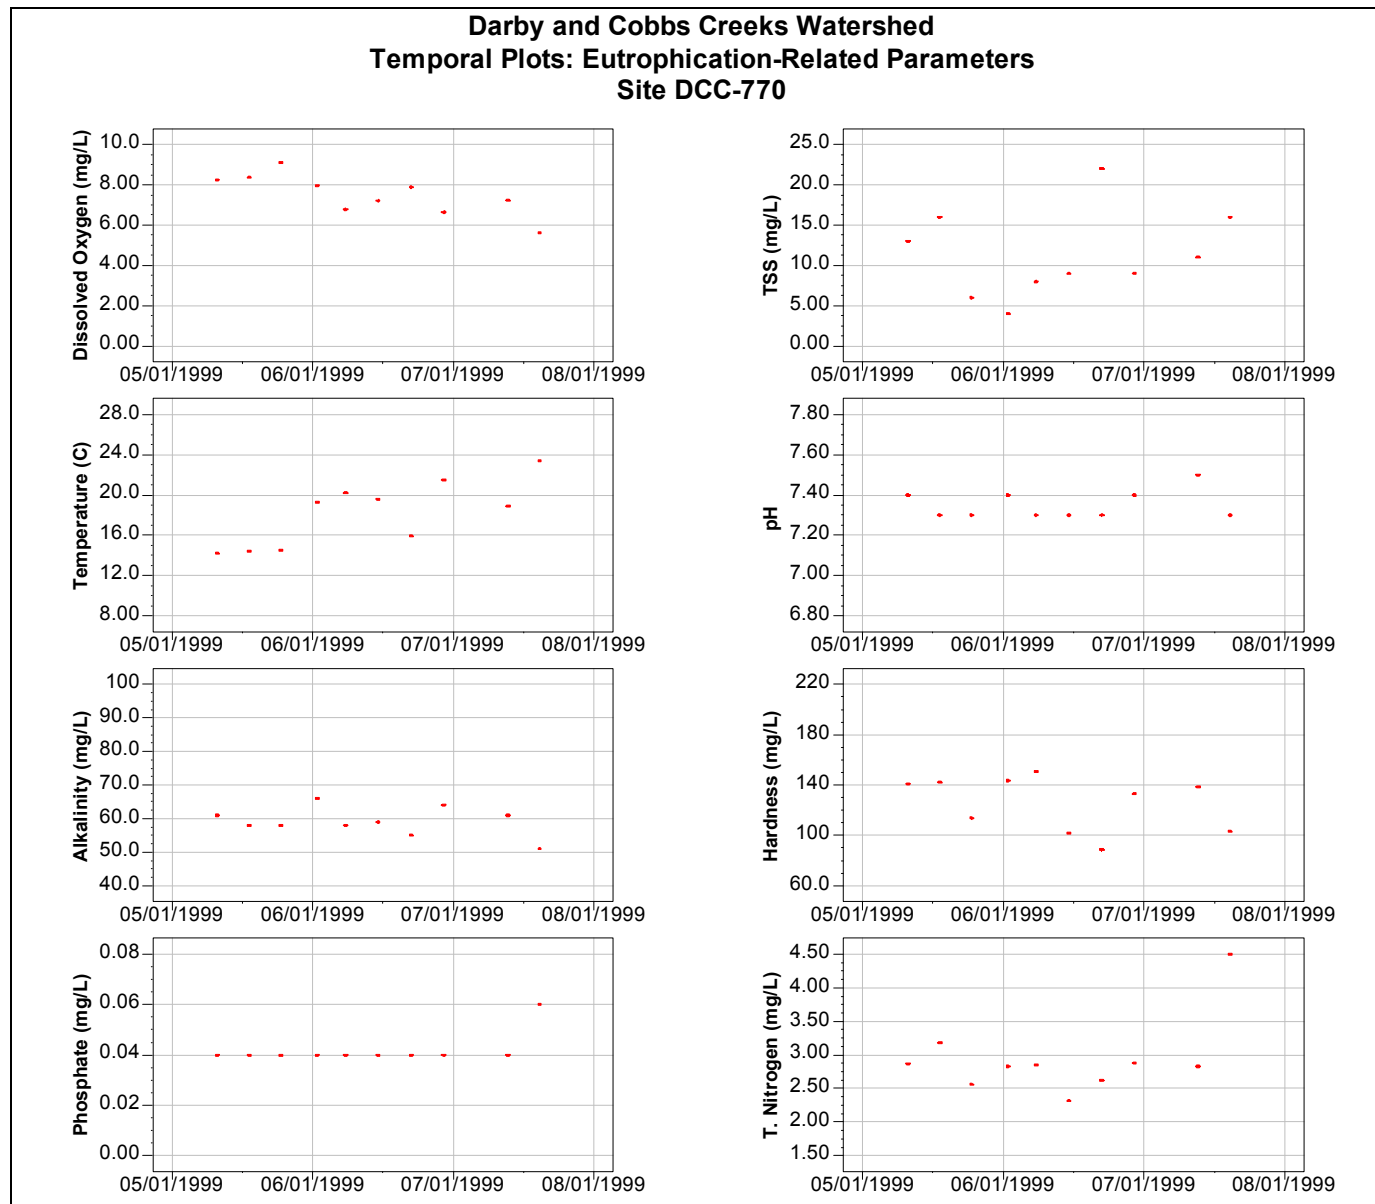 Darby and Cobbs Creeks Watershed
Temporal Plots: Eutrophication-Related Parameters
Site DCC-770
Dissolved Oxygen (mg/L)
10.0
8.00
6.00
4.00
2.00
0.00
05/01/1999 06/01/1999 07/01/1999 08/01/1999
TSS (mg/L)
25.0
20.0
15.0
10.0
5.00
0.00
05/01/1999 06/01/1999 07/01/1999 08/01/1999
Temperature (C)
28.0
24.0
20.0
16.0
12.0
8.00
05/01/1999 06/01/1999 07/01/1999 08/01/1999
pH
7.80
7.60
7.40
7.20
7.00
6.80
05/01/1999 06/01/1999 07/01/1999 08/01/1999
Alkalinity (mg/L)
100
90.0
80.0
70.0
60.0
50.0
40.0
05/01/1999 06/01/1999 07/01/1999 08/01/1999
Hardness (mg/L)
220
180
140
100
60.0
05/01/1999 06/01/1999 07/01/1999 08/01/1999
Phosphate (mg/L)
0.08
0.06
0.04
0.02
0.00
05/01/1999 06/01/1999 07/01/1999 08/01/1999
T. Nitrogen (mg/L)
4.50
4.00
3.50
3.00
2.50
2.00
1.50
05/01/1999 06/01/1999 07/01/1999 08/01/1999